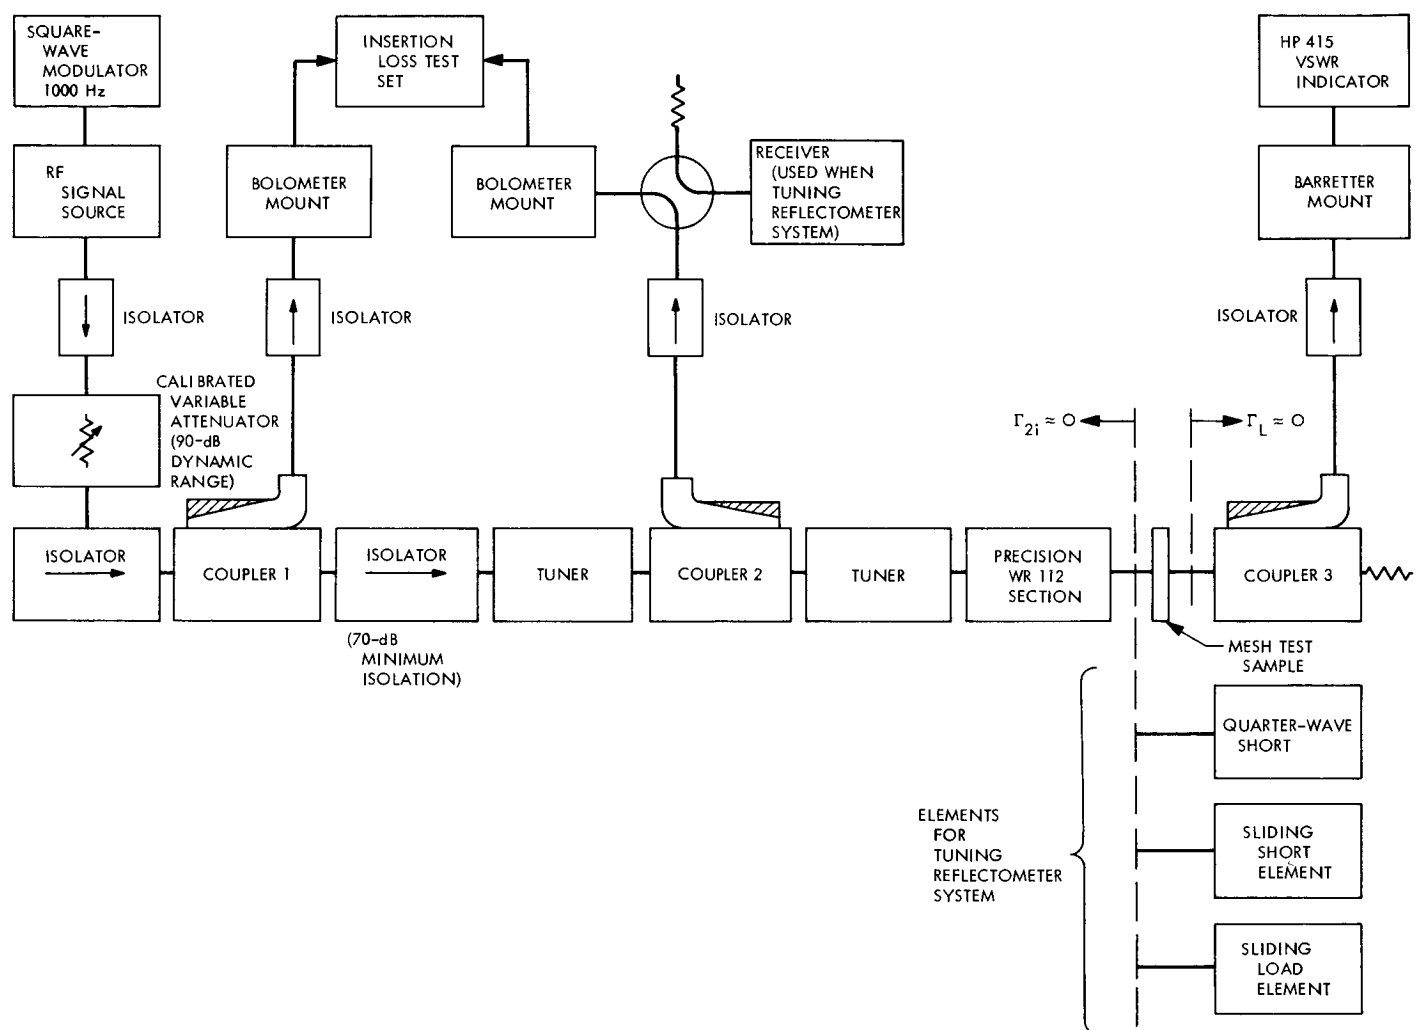 SQUARE-
WAVE
MODULATOR
1000 Hz
INSERTION
LOSS TEST
SET
HP 415
VSWR
INDICATOR
RF
SIGNAL
SOURCE
BOLOMETER
MOUNT
BOLOMETER
MOUNT
RECEIVER
(USED WHEN
TUNING
REFLECTOMETER
SYSTEM)
BARRETTER
MOUNT
ISOLATOR
ISOLATOR
ISOLATOR
ISOLATOR
CALIBRATED
VARIABLE
ATTENUATOR
(90-dB
DYNAMIC
RANGE)
Γ2i ≈ O
ΓL ≈ O
ISOLATOR
COUPLER 1
ISOLATOR
TUNER
COUPLER 2
TUNER
PRECISION
WR 112
SECTION
COUPLER 3
(70-dB
MINIMUM
ISOLATION)
MESH TEST
SAMPLE
QUARTER-WAVE
SHORT
ELEMENTS
FOR
TUNING
REFLECTOMETER
SYSTEM
SLIDING
SHORT
ELEMENT
SLIDING
LOAD
ELEMENT